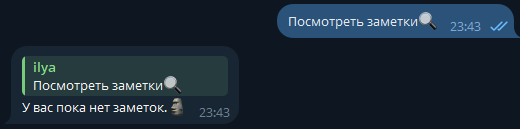 Посмотреть заметки🔍
23:43
ilya
Посмотреть заметки🔍
У вас пока нет заметок.🗿
23:43